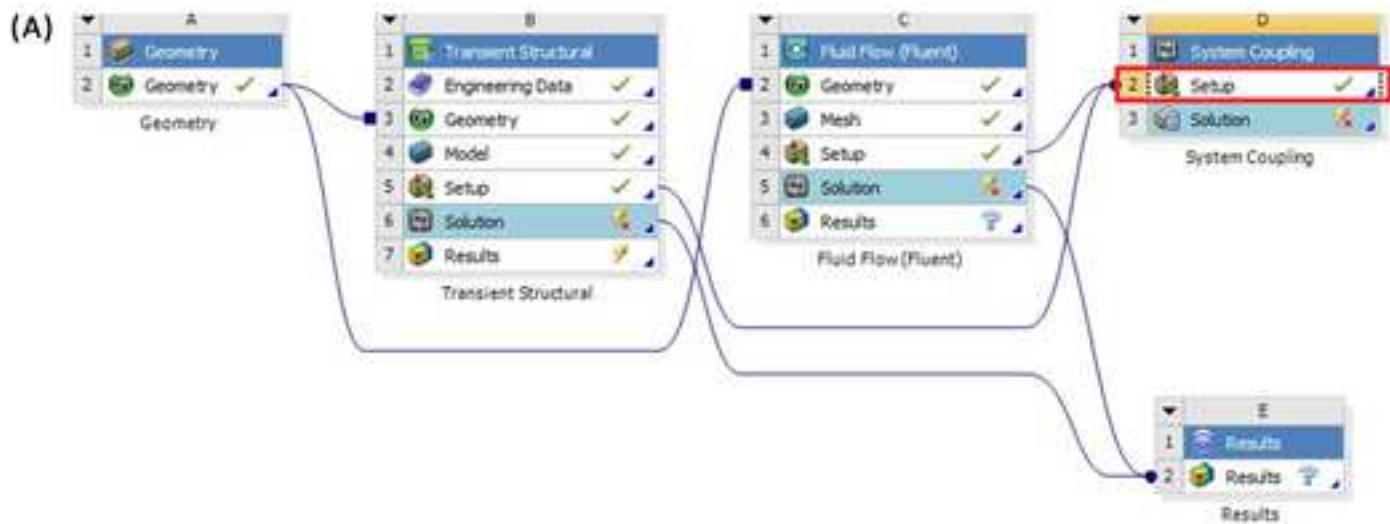 (A)
A
1 Geometry
2 Geometry
Geometry
B
1 Transient Structural
2 Engineering Data
3 Geometry
4 Model
5 Setup
6 Solution
7 Results
Transient Structural
C
1 Fluid Flow (Fluent)
2 Geometry
3 Mesh
4 Setup
5 Solution
6 Results
Fluid Flow (Fluent)
D
1 System Coupling
2 Setup
3 Solution
System Coupling
E
1 Results
2 Results
Results